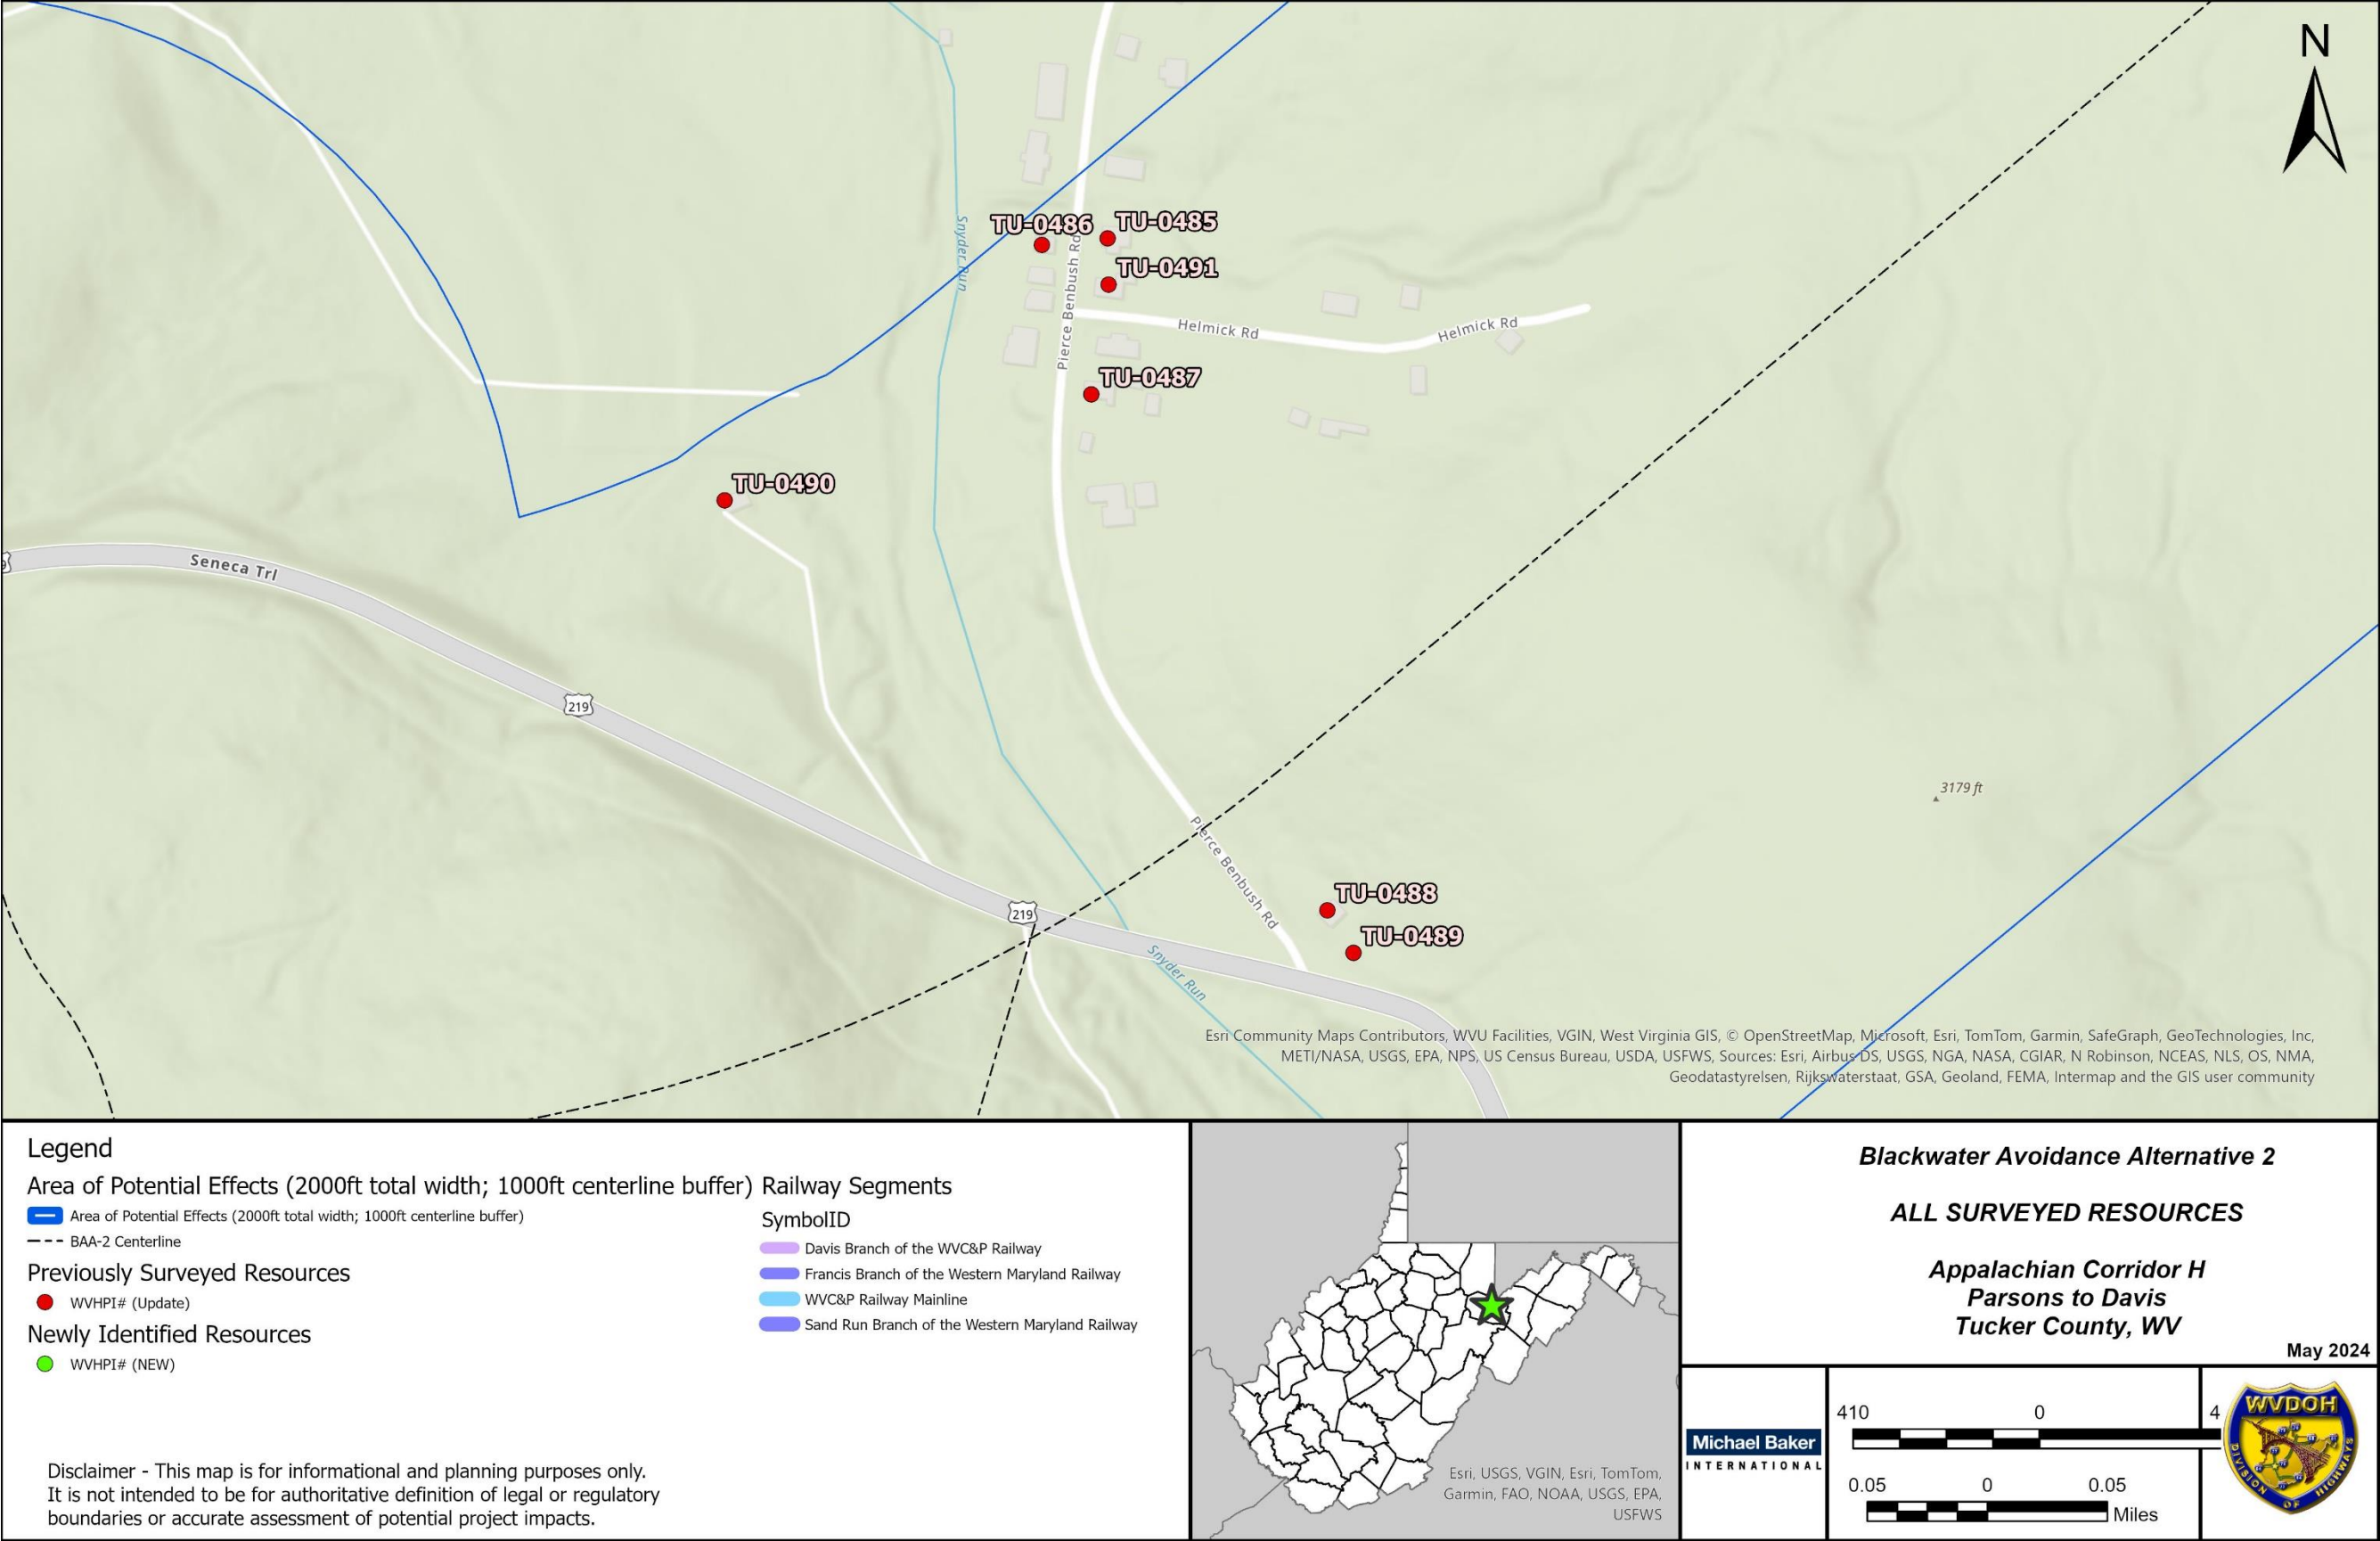 N
TU-0486
TU-0485
TU-0491
Snyder Run
Pierce Benbush Rd
Helmick Rd
Helmick Rd
TU-0487
TU-0490
Seneca Trl
219
3179 ft
Pierce Benbush Rd
TU-0488
219
TU-0489
Snyder Run
Esri Community Maps Contributors, WVU Facilities, VGIN, West Virginia GIS, © OpenStreetMap, Microsoft, Esri, TomTom, Garmin, SafeGraph, GeoTechnologies, Inc,
METI/NASA, USGS, EPA, NPS, US Census Bureau, USDA, USFWS, Sources: Esri, Airbus DS, USGS, NGA, NASA, CGIAR, N Robinson, NCEAS, NLS, OS, NMA,
Geodatastyrelsen, Rijkswaterstaat, GSA, Geoland, FEMA, Intermap and the GIS user community
Legend
Area of Potential Effects (2000ft total width; 1000ft centerline buffer)
Area of Potential Effects (2000ft total width; 1000ft centerline buffer)
BAA-2 Centerline
Previously Surveyed Resources
WVHPI# (Update)
Newly Identified Resources
WVHPI# (NEW)
Railway Segments
SymbolID
Davis Branch of the WVC&P Railway
Francis Branch of the Western Maryland Railway
WVC&P Railway Mainline
Sand Run Branch of the Western Maryland Railway
Disclaimer - This map is for informational and planning purposes only.
It is not intended to be for authoritative definition of legal or regulatory
boundaries or accurate assessment of potential project impacts.
Esri, USGS, VGIN, Esri, TomTom,
Garmin, FAO, NOAA, USGS, EPA,
USFWS
Blackwater Avoidance Alternative 2
ALL SURVEYED RESOURCES
Appalachian Corridor H
Parsons to Davis
Tucker County, WV
May 2024
Michael Baker
INTERNATIONAL
410 0 4
0.05 0 0.05
Miles
WVDOH
DIVISION OF HIGHWAYS